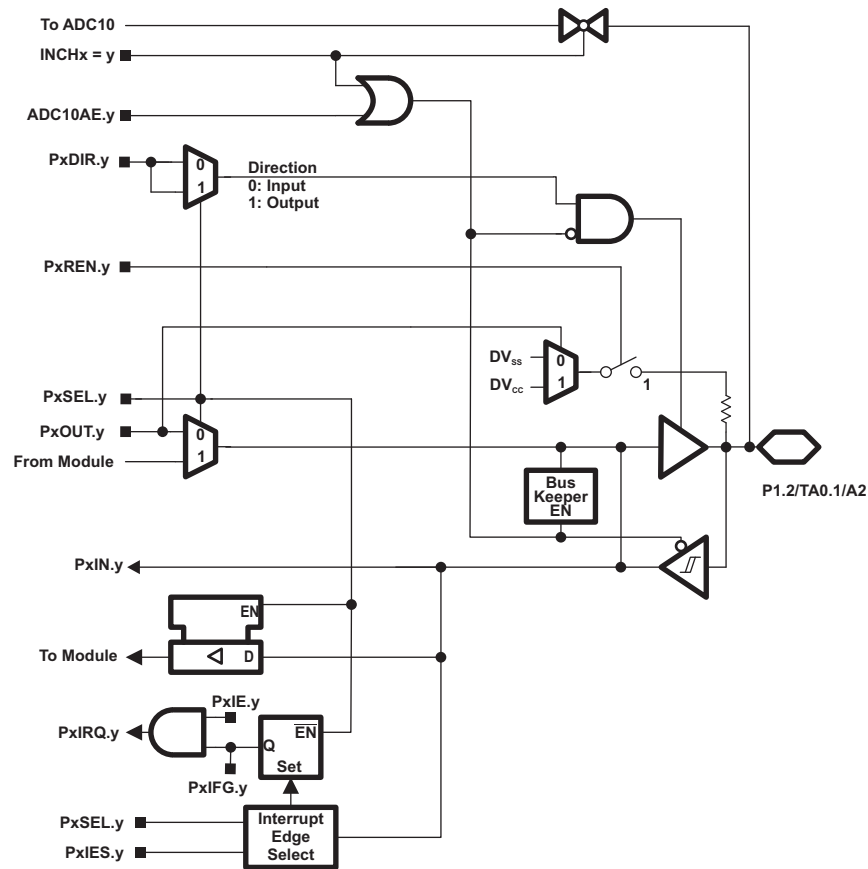 To ADC10
INCHx = y
ADC10AE.y
PxDIR.y
0
1
Direction
0: Input
1: Output
PxREN.y
DVSS
DVCC
0
1
1
PxSEL.y
PxOUT.y
From Module
0
1
Bus
Keeper
EN
P1.2/TA0.1/A2
PxIN.y
EN
To Module
D
PxIE.y
PxIRQ.y
EN
Q
Set
PxIFG.y
PxSEL.y
PxIES.y
Interrupt
Edge
Select